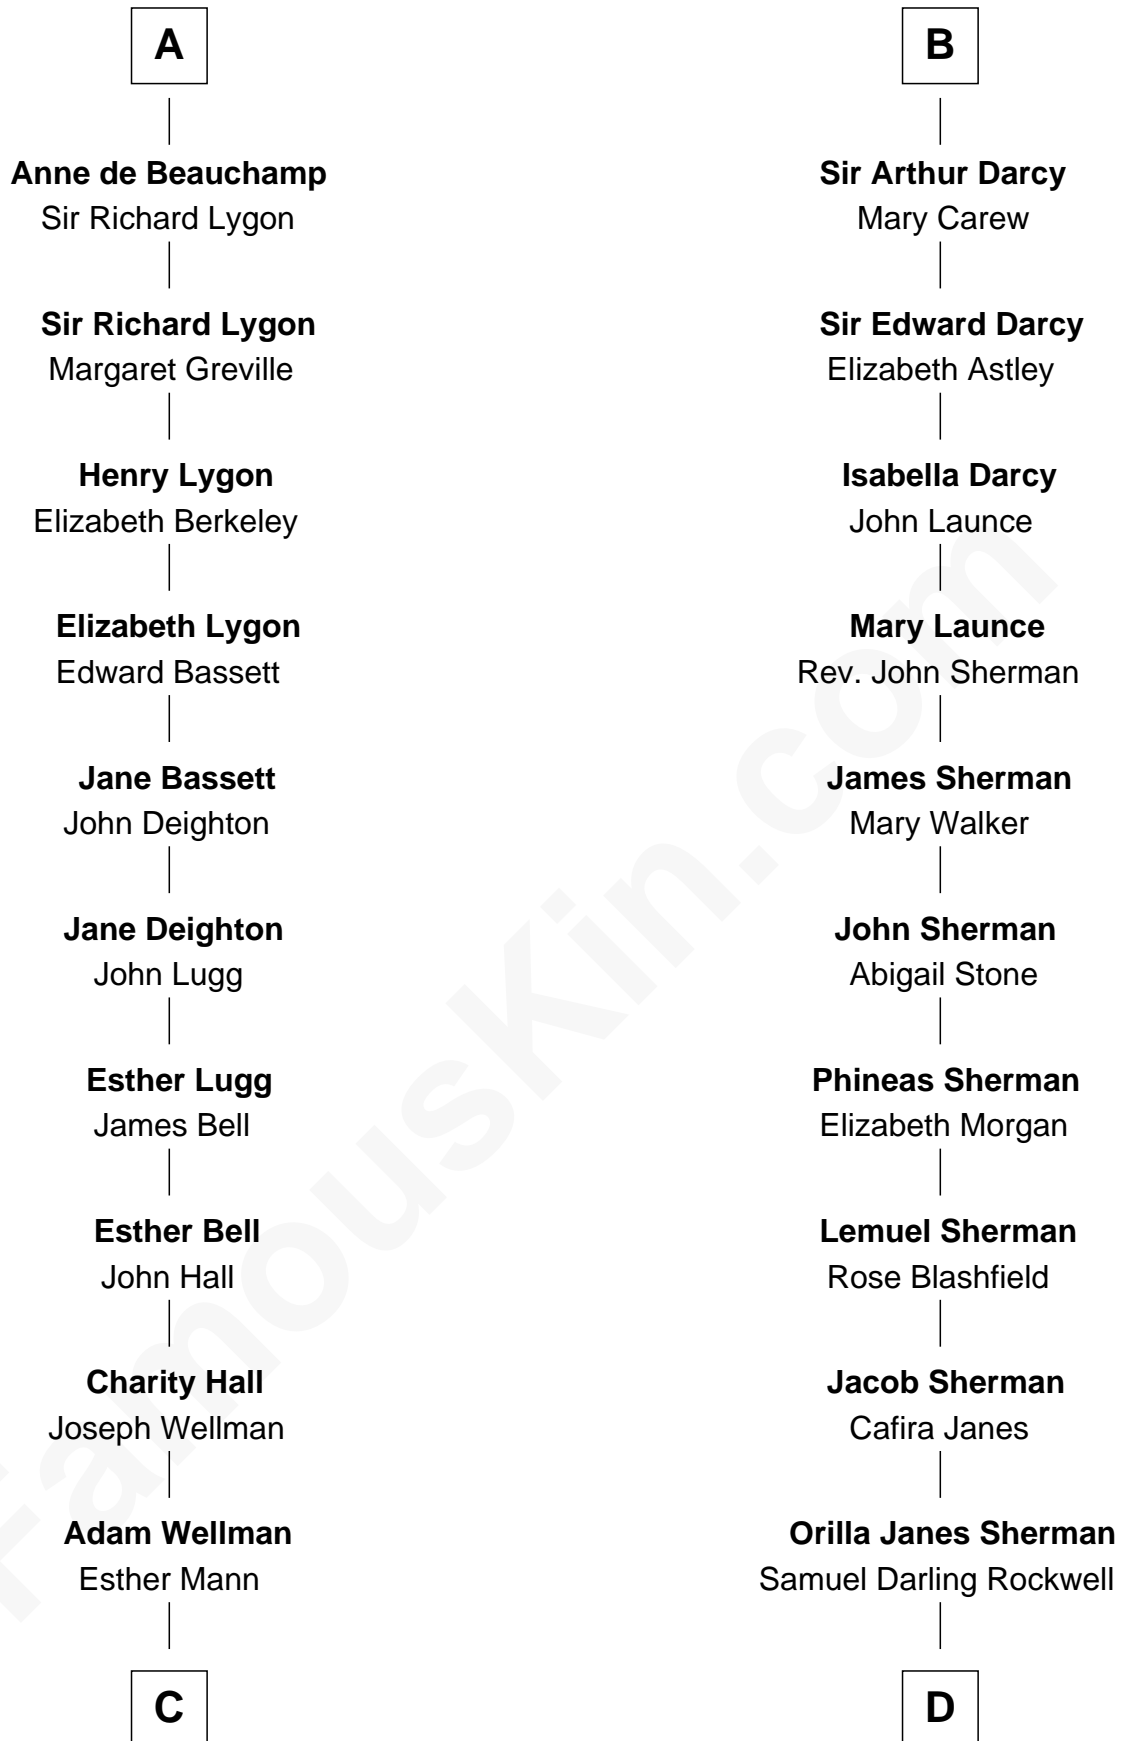 A
Anne de Beauchamp
Sir Richard Lygon
Sir Richard Lygon
Margaret Greville
Henry Lygon
Elizabeth Berkeley
Elizabeth Lygon
Edward Bassett
Jane Bassett
John Deighton
Jane Deighton
John Lugg
Esther Lugg
James Bell
Esther Bell
John Hall
Charity Hall
Joseph Wellman
Adam Wellman
Esther Mann
C
B
Sir Arthur Darcy
Mary Carew
Sir Edward Darcy
Elizabeth Astley
Isabella Darcy
John Launce
Mary Launce
Rev. John Sherman
James Sherman
Mary Walker
John Sherman
Abigail Stone
Phineas Sherman
Elizabeth Morgan
Lemuel Sherman
Rose Blashfield
Jacob Sherman
Cafira Janes
Orilla Janes Sherman
Samuel Darling Rockwell
D
FamousKin.com